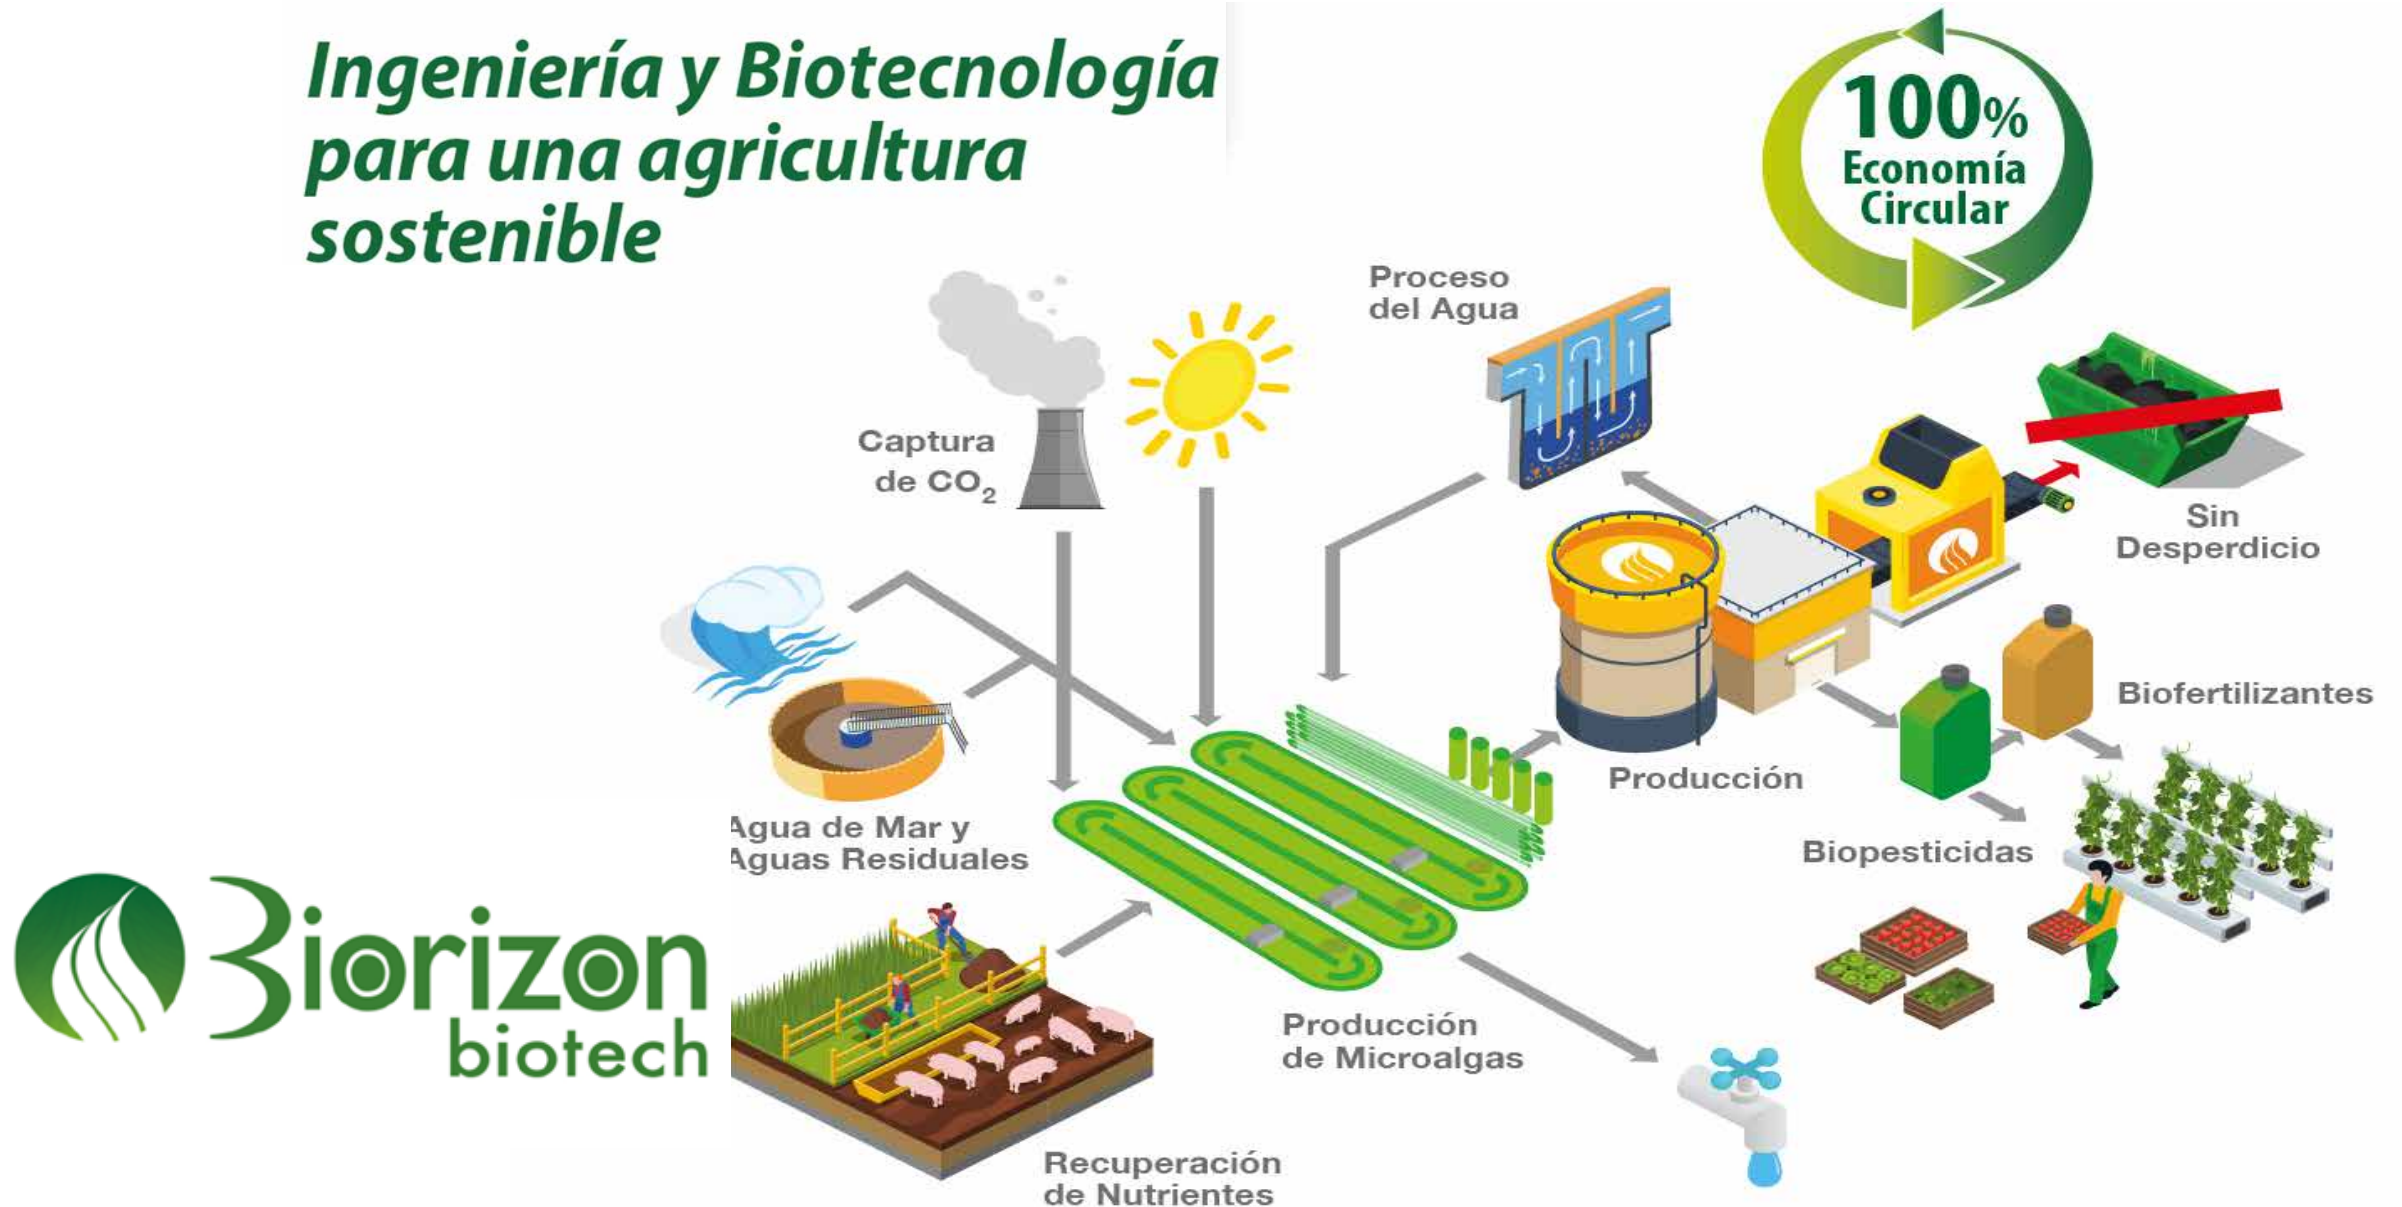 Ingeniería y Biotecnología
para una agricultura
sostenible
100%
Economía
Circular
Proceso
del Agua
Captura
de CO₂
Sin
Desperdicio
Biofertilizantes
Producción
Biopesticidas
Agua de Mar y
Aguas Residuales
Biorizon
biotech
Producción
de Microalgas
Recuperación
de Nutrientes